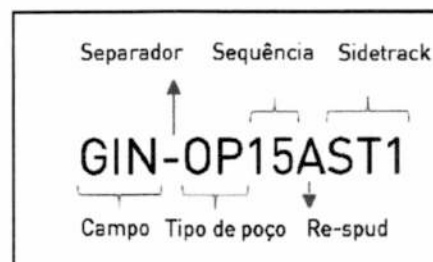 Separador Sequência Sidetrack
GIN-OP15AST1
Campo Tipo de poço Re-spud